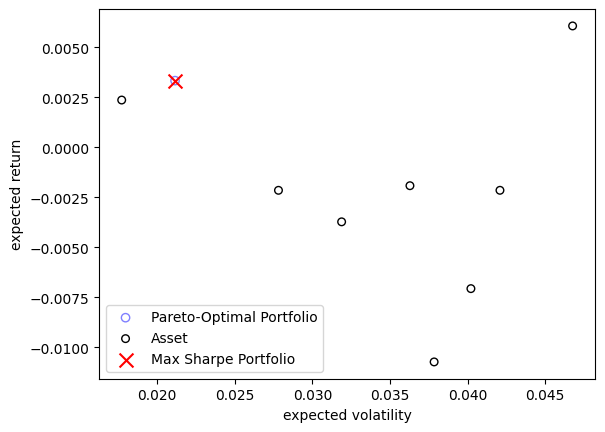 0.0050
0.0025
0.0000
−0.0025
−0.0050
−0.0075
−0.0100
expected return
Pareto-Optimal Portfolio
Asset
Max Sharpe Portfolio
0.020 0.025 0.030 0.035 0.040 0.045
expected volatility